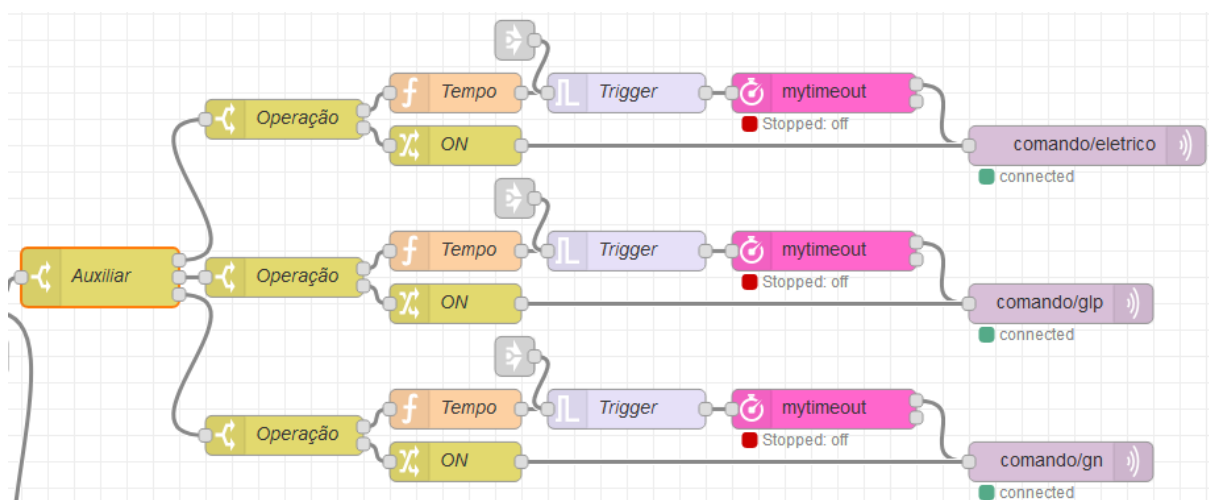 Tempo
Trigger
mytimeout
Operação
Stopped: off
ON
comando/eletrico
connected
Tempo
Trigger
mytimeout
Auxiliar
Operação
Stopped: off
ON
comando/glp
connected
Tempo
Trigger
mytimeout
Operação
Stopped: off
ON
comando/gn
connected